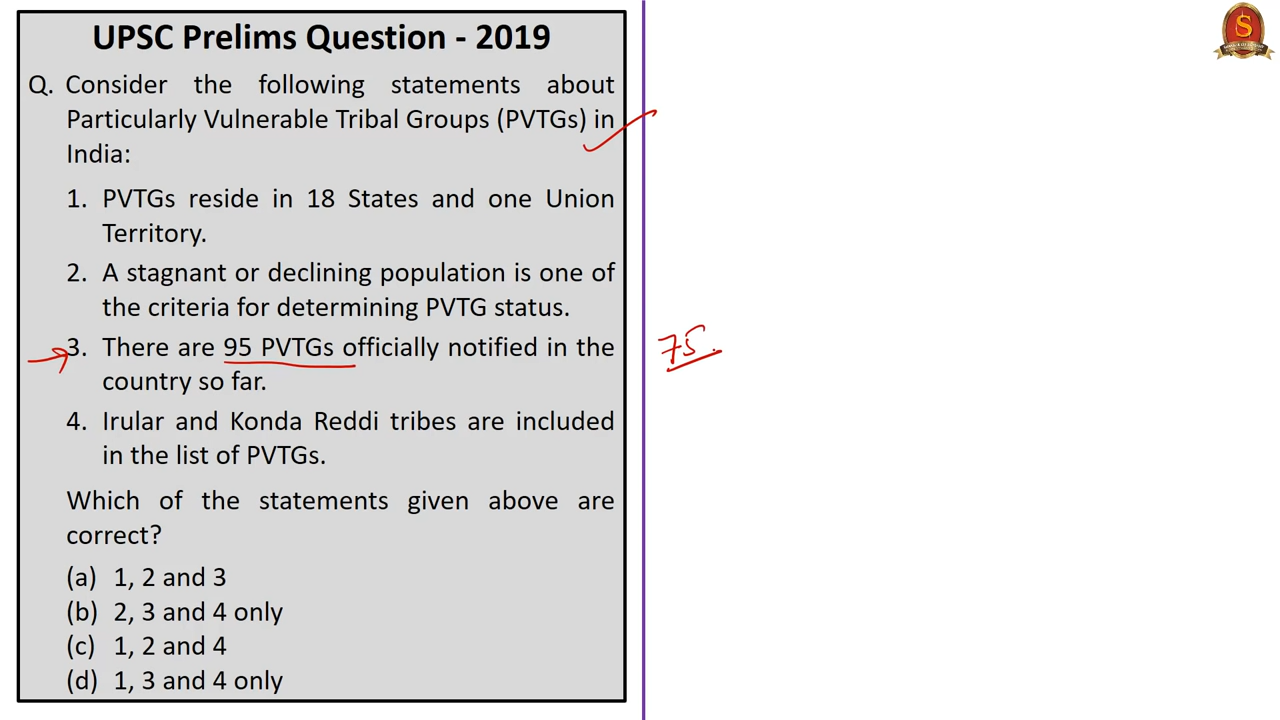 UPSC Prelims Question - 2019
Q. Consider the following statements about
Particularly Vulnerable Tribal Groups (PVTGs) in
India:
1. PVTGs reside in 18 States and one Union
Territory.
2. A stagnant or declining population is one of
the criteria for determining PVTG status.
3. There are 95 PVTGs officially notified in the
country so far.
75.
4. Irular and Konda Reddi tribes are included
in the list of PVTGs.
Which of the statements given above are
correct?
(a) 1, 2 and 3
(b) 2, 3 and 4 only
(c) 1, 2 and 4
(d) 1, 3 and 4 only
S